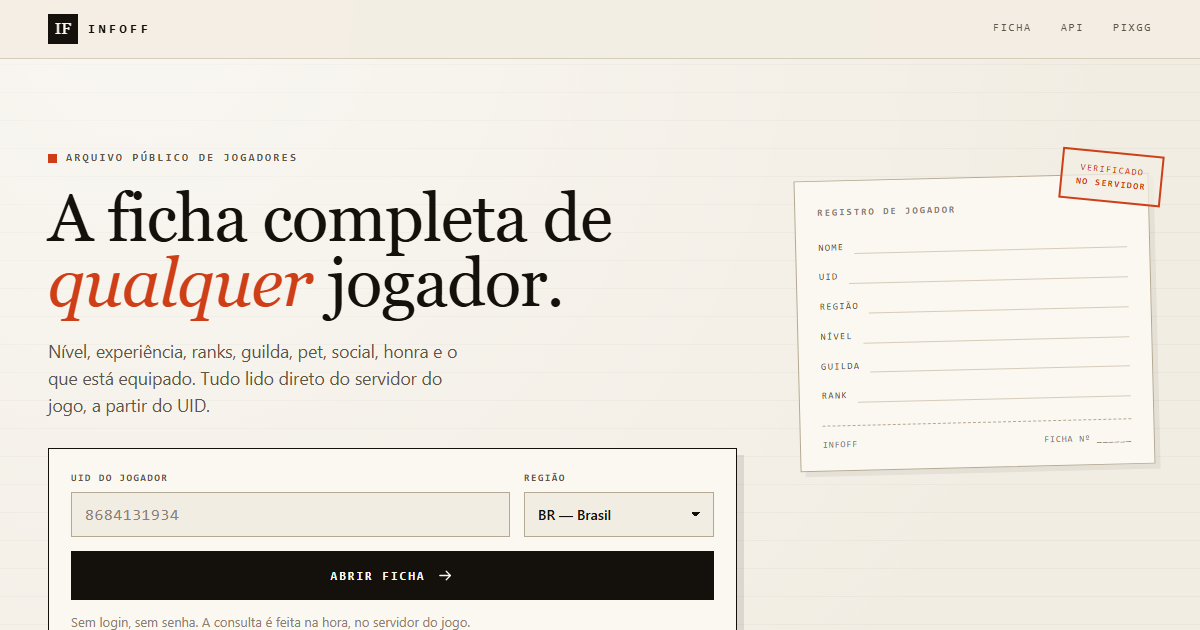 IF INFOFF
FICHA API PIXGG
ARQUIVO PÚBLICO DE JOGADORES
A ficha completa de
qualquer jogador.
Nível, experiência, ranks, guilda, pet, social, honra e o
que está equipado. Tudo lido direto do servidor do
jogo, a partir do UID.
UID DO JOGADOR
8684131934
REGIÃO
BR — Brasil
ABRIR FICHA →
Sem login, sem senha. A consulta é feita na hora, no servidor do jogo.
VERIFICADO
NO SERVIDOR
REGISTRO DE JOGADOR
NOME
UID
REGIÃO
NÍVEL
GUILDA
RANK
INFOFF
FICHA Nº ______